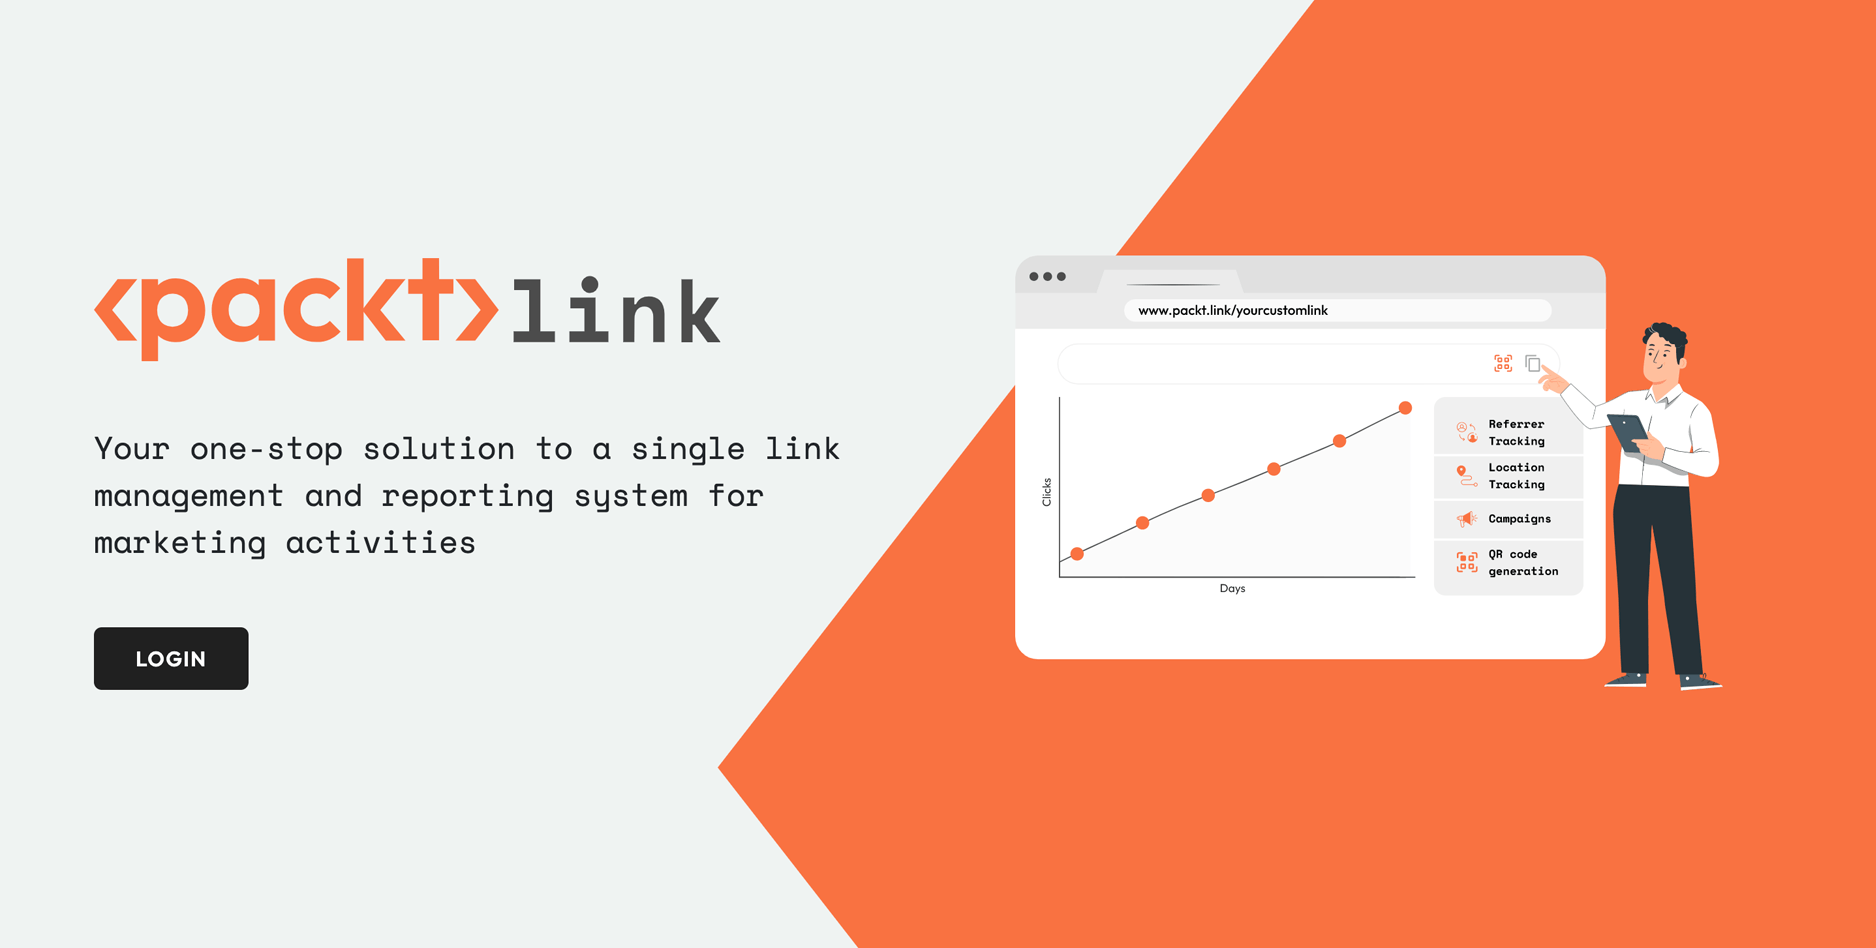 <packt> link
Your one-stop solution to a single link
management and reporting system for
marketing activities
LOGIN
www.packt.link/yourcustomlink
Clicks
Days
Referrer
Tracking
Location
Tracking
Campaigns
QR code
generation